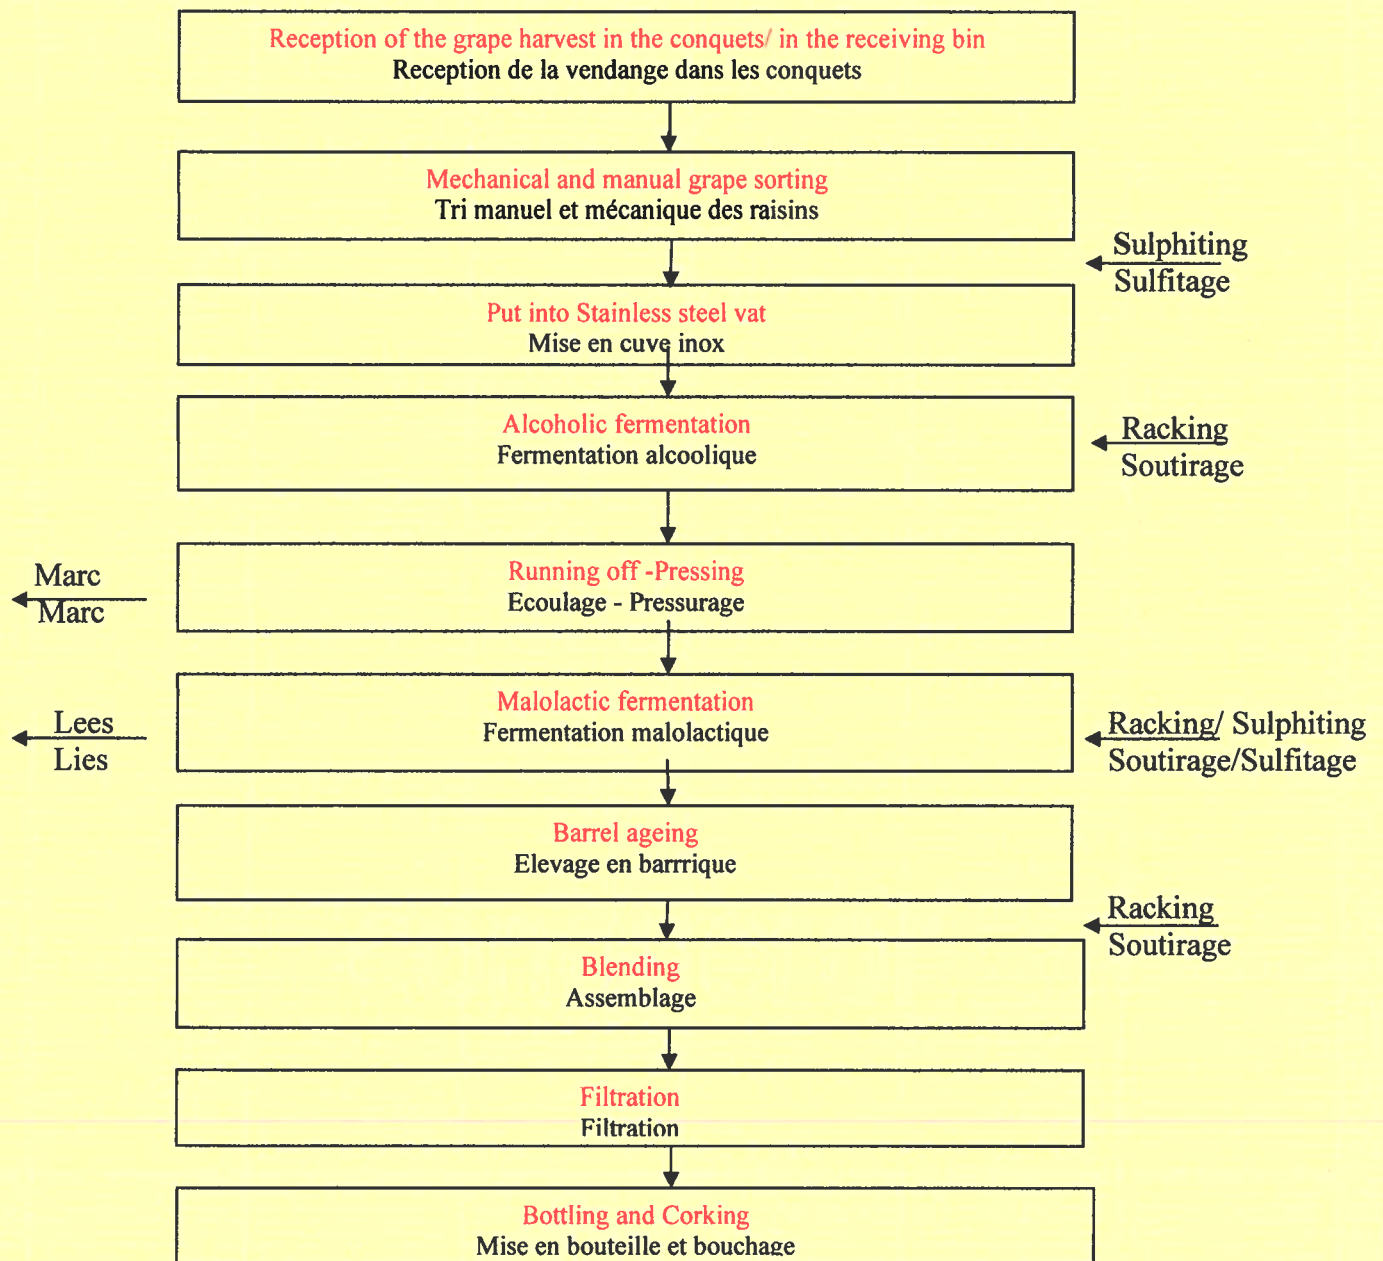 Reception of the grape harvest in the conquets/ in the receiving bin
Reception de la vendange dans les conquets
Mechanical and manual grape sorting
Tri manuel et mécanique des raisins
Sulphiting
Sulfitage
Put into Stainless steel vat
Mise en cuve inox
Alcoholic fermentation
Fermentation alcoolique
Racking
Soutirage
Marc
Marc
Running off -Pressing
Ecoulage - Pressurage
Lees
Lies
Malolactic fermentation
Fermentation malolactique
Racking/ Sulphiting
Soutirage/Sulfitage
Barrel ageing
Elevage en barrrique
Racking
Soutirage
Blending
Assemblage
Filtration
Filtration
Bottling and Corking
Mise en bouteille et bouchage